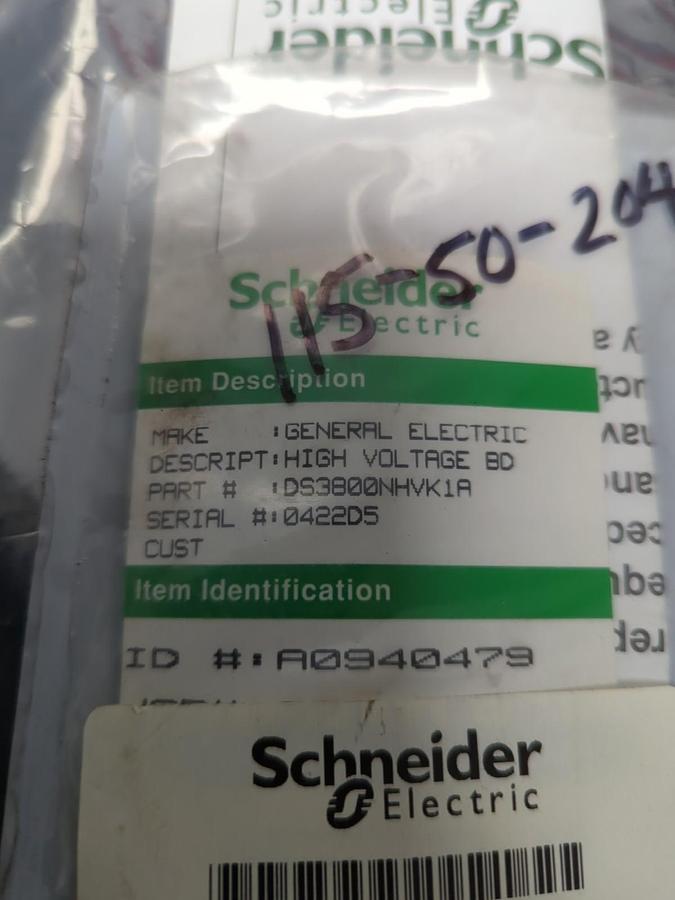 Schneider
Electric
115-50-204
Schneider
Electric
Item Description
MAKE :GENERAL ELECTRIC
DESCRIPT:HIGH VOLTAGE BD
PART # :DS3800NHVK1A
SERIAL #:0422D5
CUST
Item Identification
ID #:A0940479
Schneider
Electric